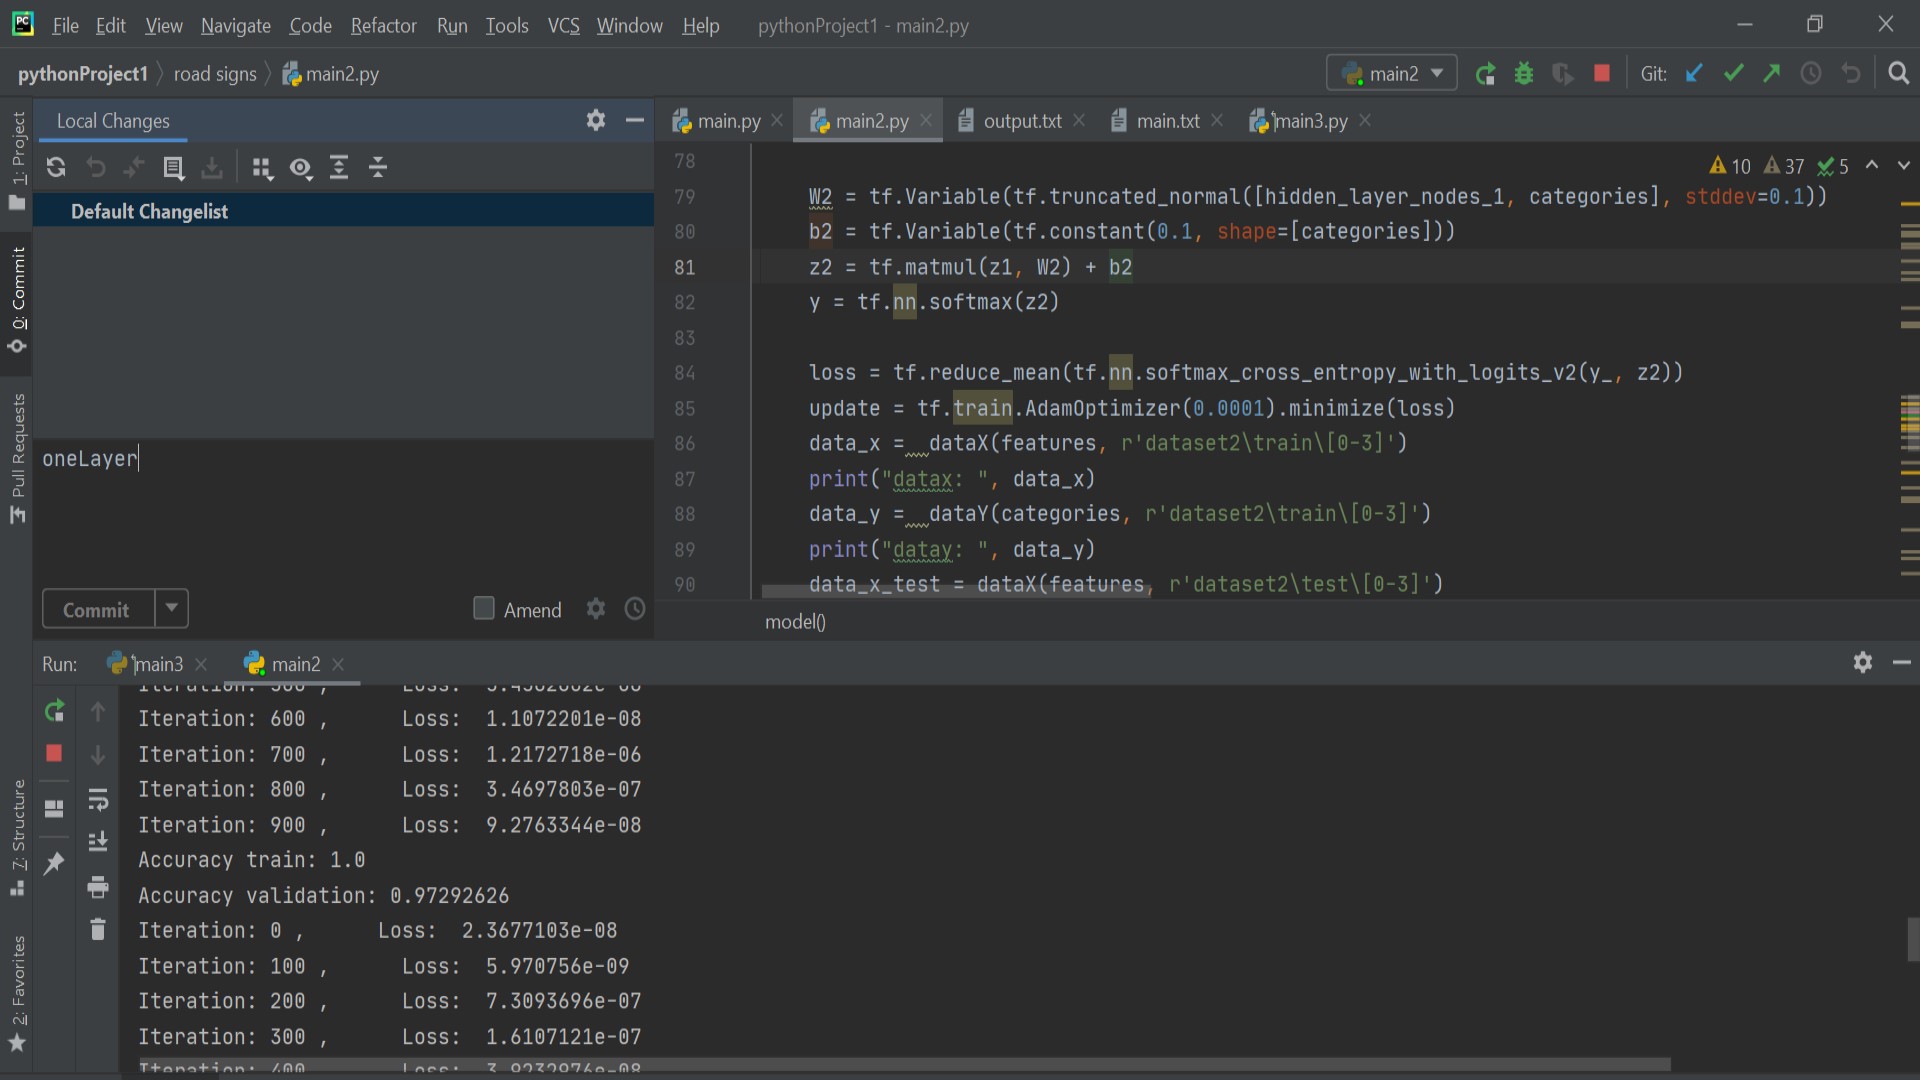 File Edit View Navigate Code Refactor Run Tools VCS Window Help pythonProject1 - main2.py
pythonProject1 road signs main2.py main2 Git:
Local Changes main.py main2.py output.txt main.txt main3.py
1: Project
0: Commit
Pull Requests
7: Structure
2: Favorites
Default Changelist
oneLayer
Commit Amend
10 37 5
78
79 W2 = tf.Variable(tf.truncated_normal([hidden_layer_nodes_1, categories], stddev=0.1))
80 b2 = tf.Variable(tf.constant(0.1, shape=[categories]))
81 z2 = tf.matmul(z1, W2) + b2
82 y = tf.nn.softmax(z2)
83
84 loss = tf.reduce_mean(tf.nn.softmax_cross_entropy_with_logits_v2(y_, z2))
85 update = tf.train.AdamOptimizer(0.0001).minimize(loss)
86 data_x =  dataX(features, r'dataset2\train\[0-3]')
87 print("datax: ", data_x)
88 data_y =  dataY(categories, r'dataset2\train\[0-3]')
89 print("datay: ", data_y)
90 data_x_test = dataX(features, r'dataset2\test\[0-3]')
model()
Run: main3 main2
Iteration: 600 , Loss: 1.1072201e-08
Iteration: 700 , Loss: 1.2172718e-06
Iteration: 800 , Loss: 3.4697803e-07
Iteration: 900 , Loss: 9.2763344e-08
Accuracy train: 1.0
Accuracy validation: 0.97292626
Iteration: 0 , Loss: 2.3677103e-08
Iteration: 100 , Loss: 5.970756e-09
Iteration: 200 , Loss: 7.3093696e-07
Iteration: 300 , Loss: 1.6107121e-07
Iteration: 400 , Loss: